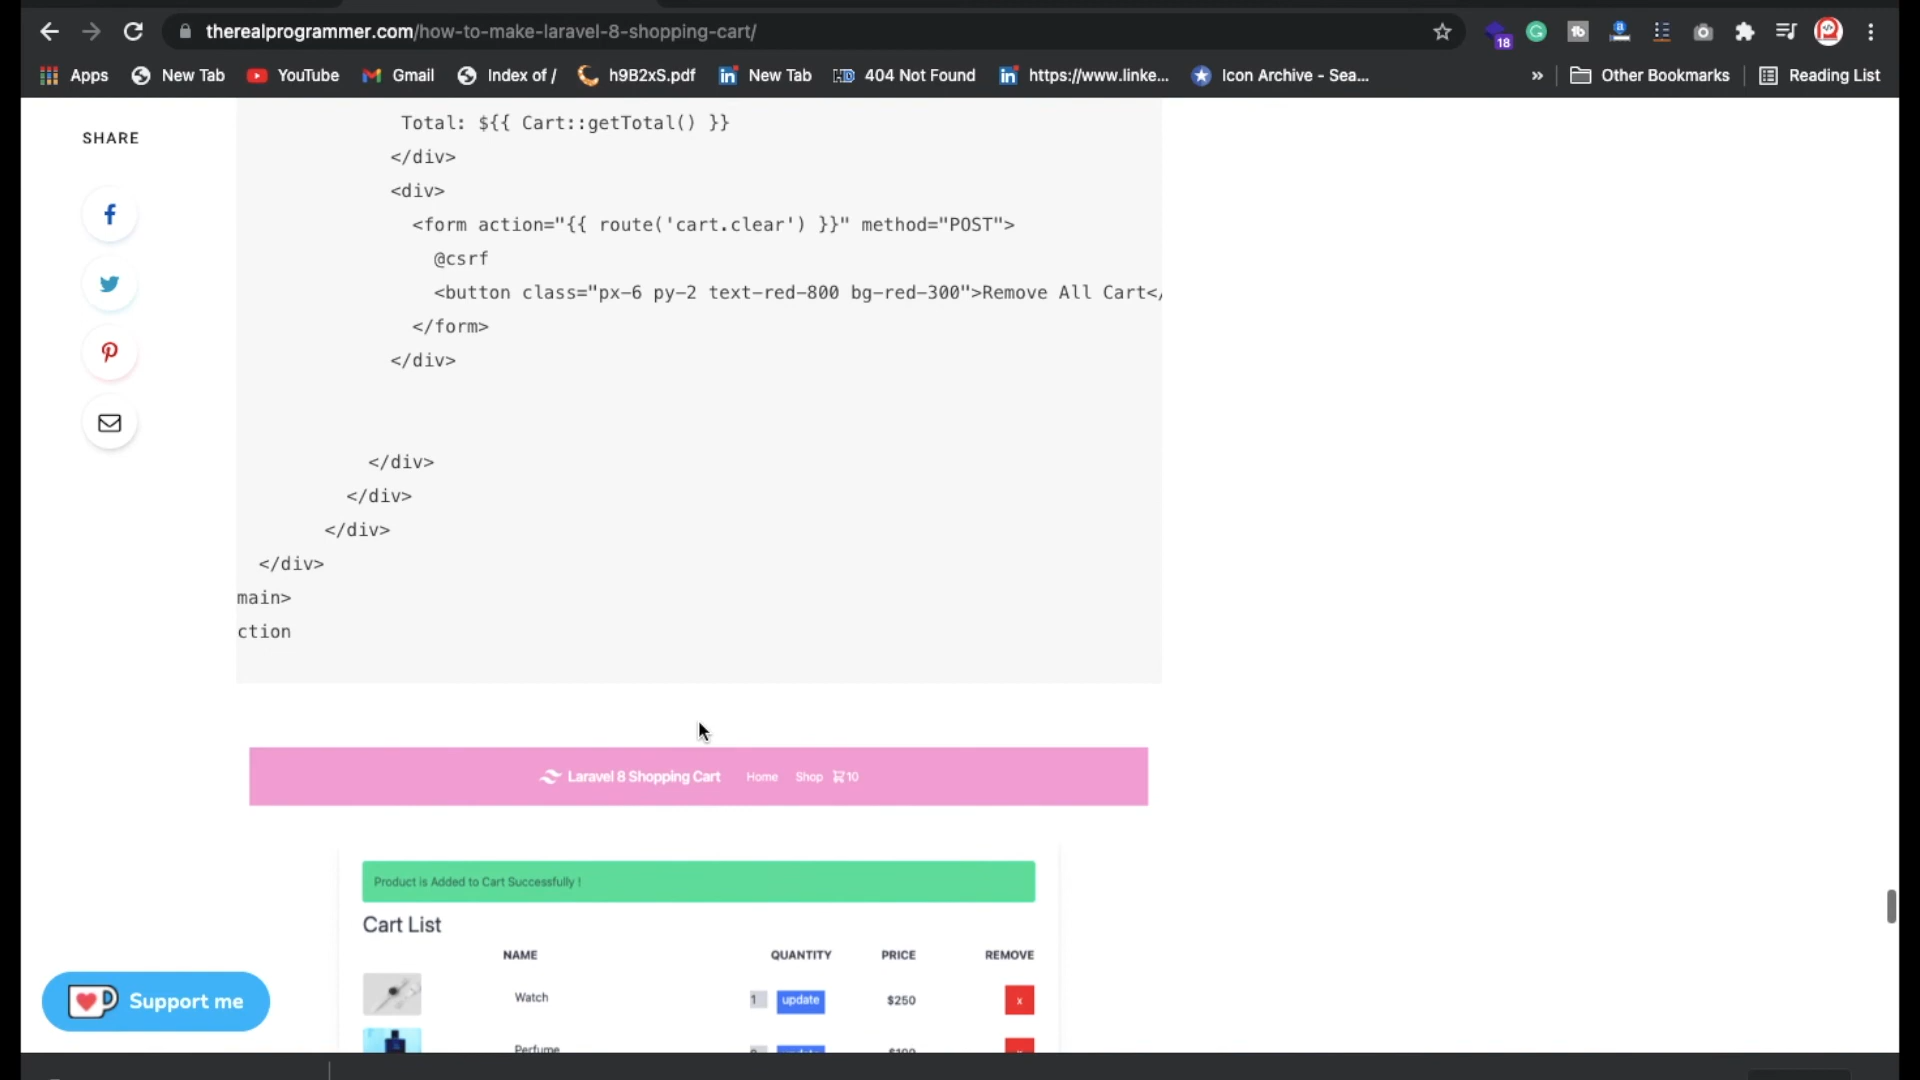 therealprogrammer.com/how-to-make-laravel-8-shopping-cart/
18
Apps New Tab YouTube Gmail Index of / h9B2xS.pdf New Tab 404 Not Found https://www.linke... Icon Archive - Sea... » Other Bookmarks Reading List
SHARE
Total: ${{ Cart::getTotal() }}
</div>
<div>
<form action="{{ route('cart.clear') }}" method="POST">
@csrf
<button class="px-6 py-2 text-red-800 bg-red-300">Remove All Cart</
</form>
</div>
</div>
</div>
</div>
</div>
main>
ction
Laravel 8 Shopping Cart Home Shop 10
Product is Added to Cart Successfully !
Cart List
NAME QUANTITY PRICE REMOVE
Watch 1 update $250 x
Perfume
Support me